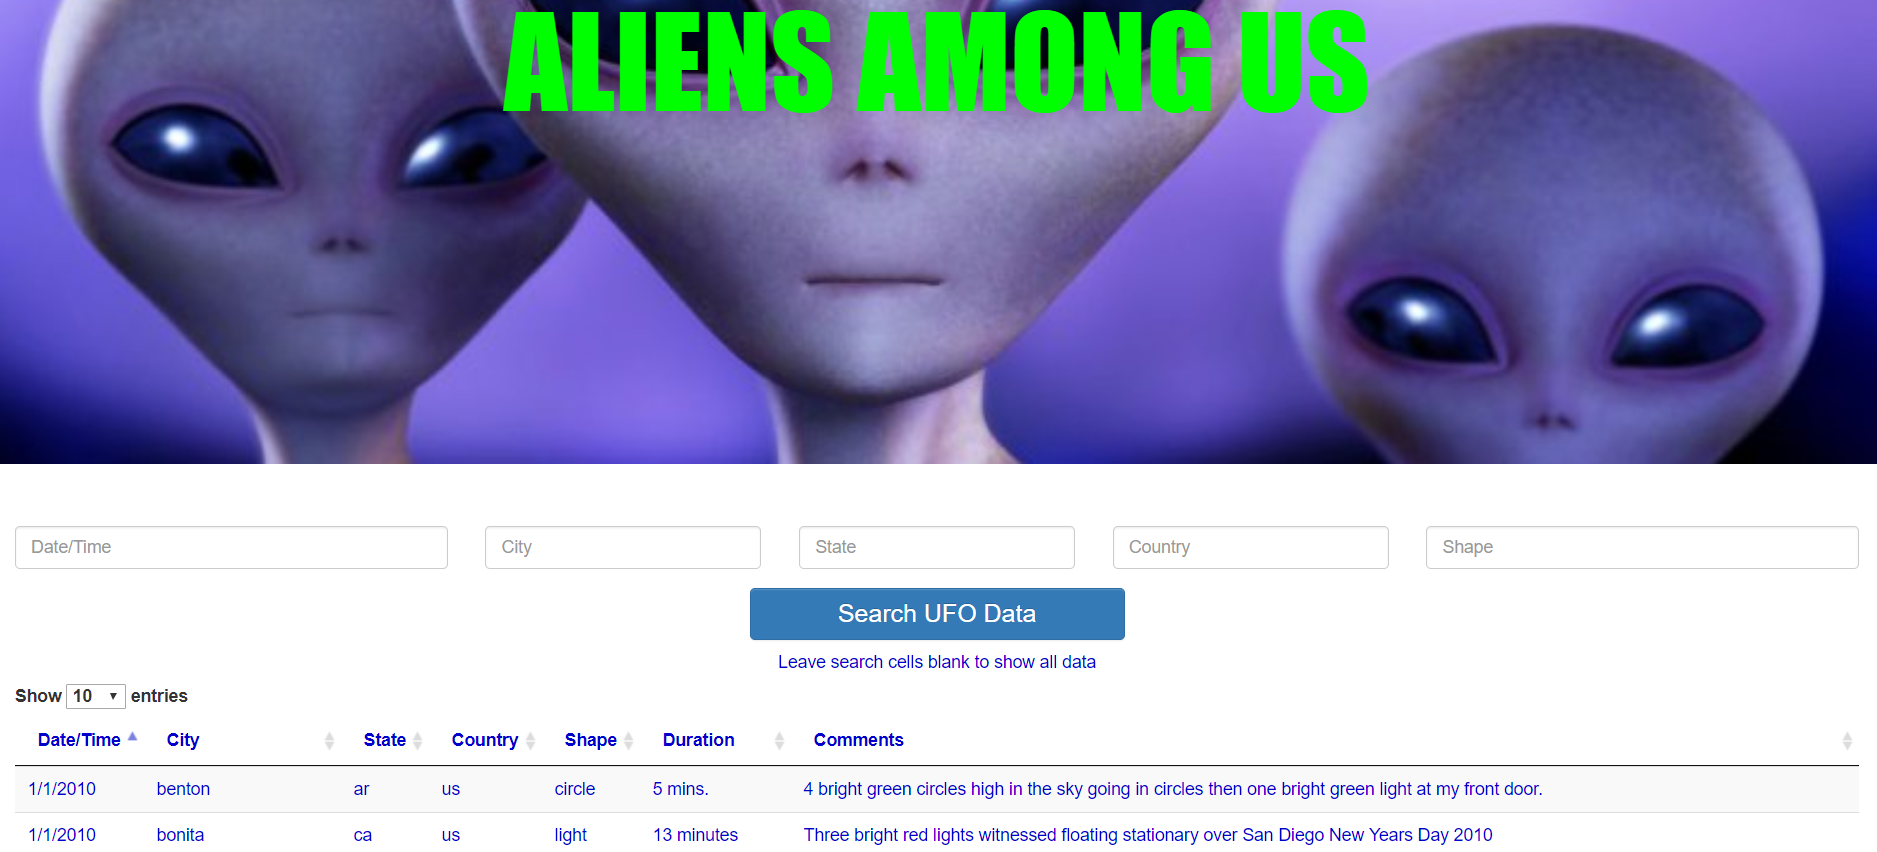 ALIENS AMONG US
Date/Time City State Country Shape
Search UFO Data
Leave search cells blank to show all data
Show 10 entries
Date/Time City State Country Shape Duration Comments
1/1/2010 benton ar us circle 5 mins. 4 bright green circles high in the sky going in circles then one bright green light at my front door.
1/1/2010 bonita ca us light 13 minutes Three bright red lights witnessed floating stationary over San Diego New Years Day 2010